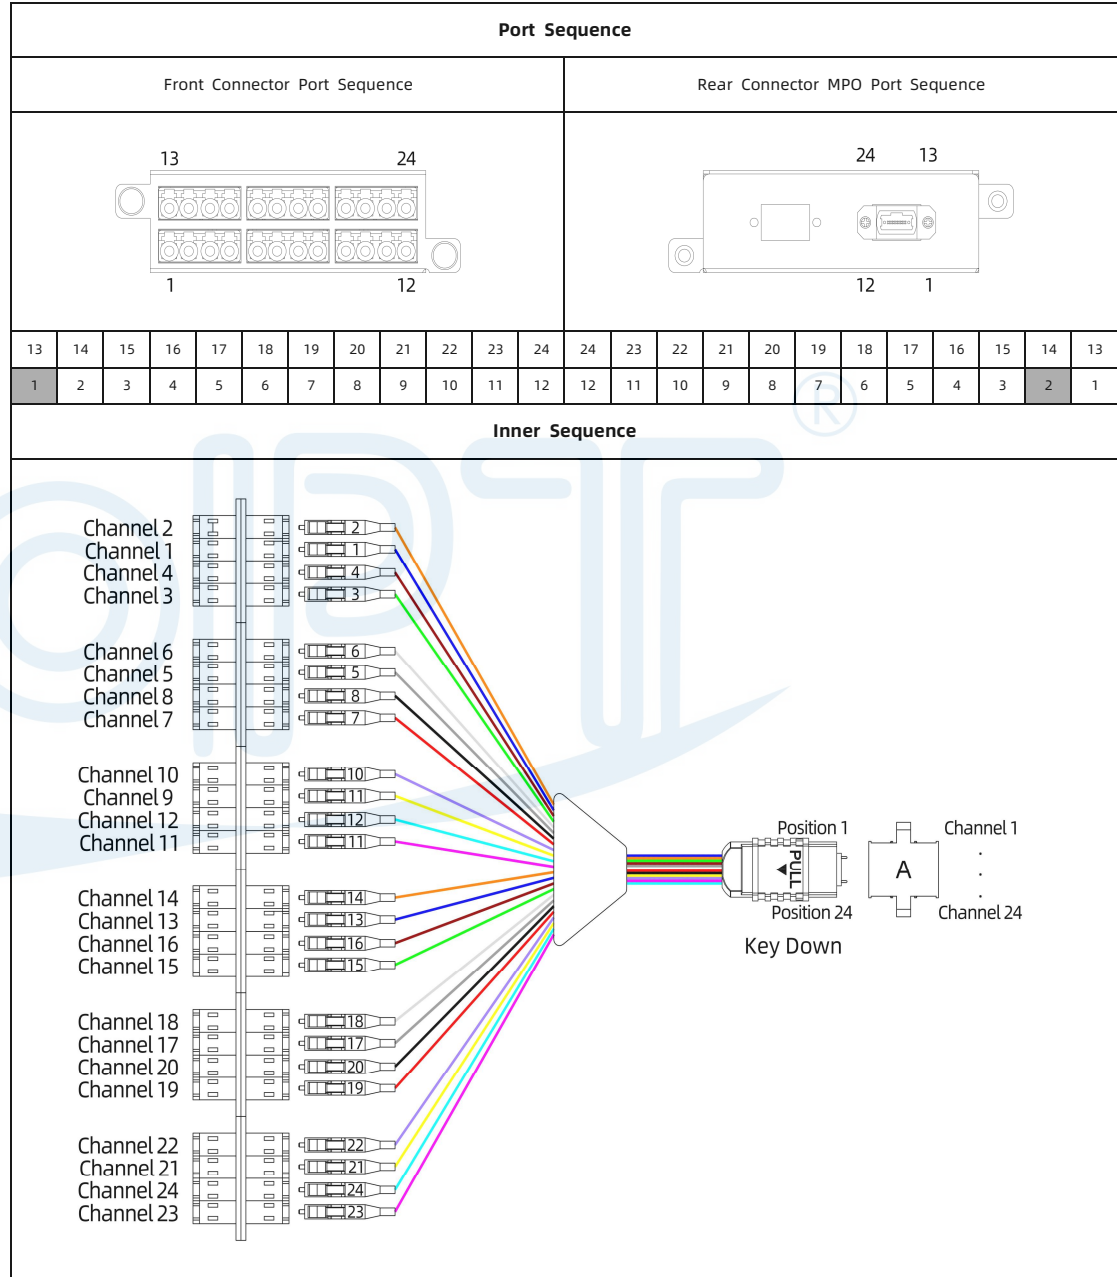 Port Sequence
Front Connector Port Sequence
Rear Connector MPO Port Sequence
13 24
1 12
24 13
12 1
13 14 15 16 17 18 19 20 21 22 23 24 24 23 22 21 20 19 18 17 16 15 14 13
1 2 3 4 5 6 7 8 9 10 11 12 12 11 10 9 8 7 6 5 4 3 2 1
®
OPT
Inner Sequence
Channel 2 2
Channel 1 1
Channel 4 4
Channel 3 3
Channel 6 6
Channel 5 5
Channel 8 8
Channel 7 7
Channel 10 10
Channel 9 11
Channel 12 12
Channel 11 11
Channel 14 14
Channel 13 13
Channel 16 16
Channel 15 15
Channel 18 18
Channel 17 17
Channel 20 20
Channel 19 19
Channel 22 22
Channel 21 21
Channel 24 24
Channel 23 23
Position 1
PULL
Position 24
Key Down
A
Channel 1
Channel 24